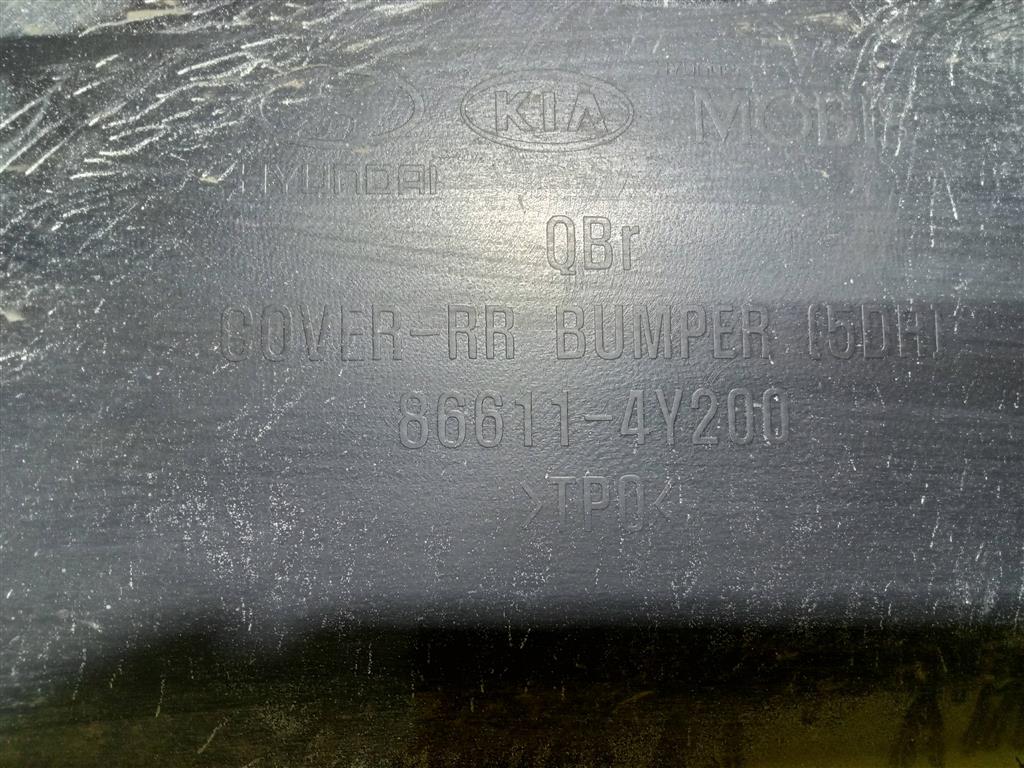 KIA
HYUNDAI
QBr
COVER-RR BUMPER (5DR)
86611-4Y200
>TPO<